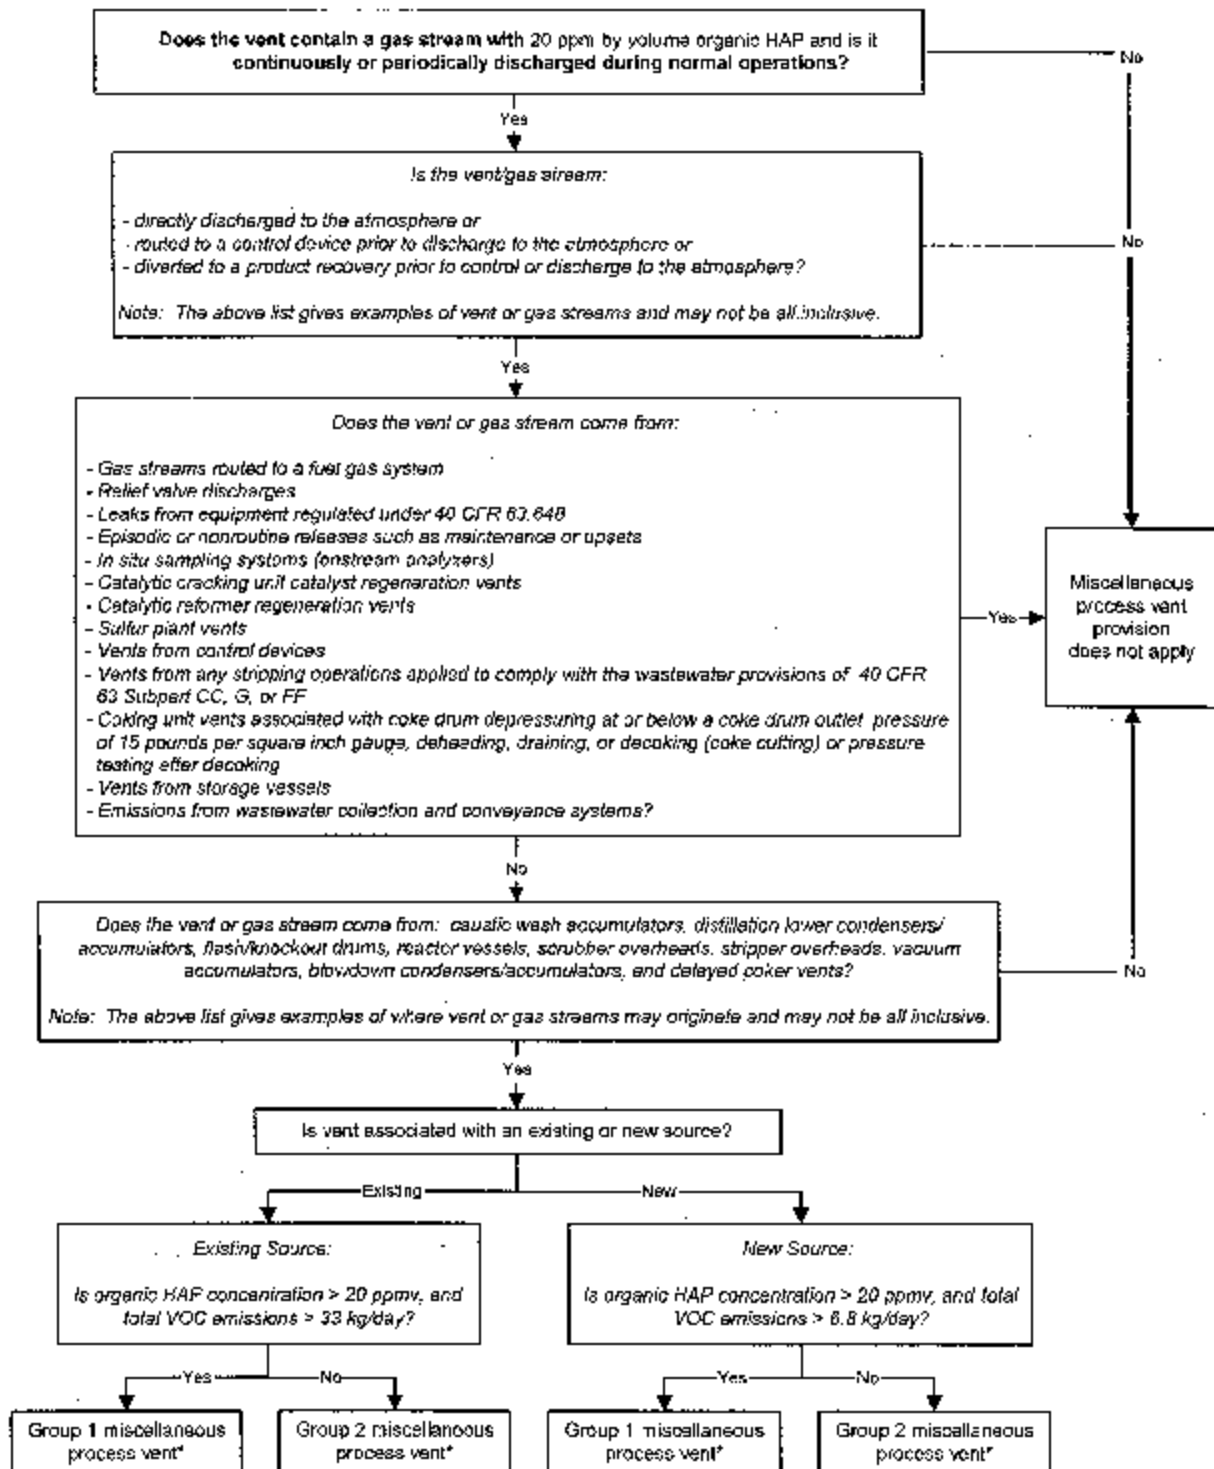 Does the vent contain a gas stream with 20 ppm by volume organic HAP and is it
continuously or periodically discharged during normal operations?
No
Yes
Is the vent/gas stream:
- directly discharged to the atmosphere or
- routed to a control device prior to discharge to the atmosphere or
- diverted to a product recovery prior to control or discharge to the atmosphere?
Note: The above list gives examples of vent or gas streams and may not be all.inclusive.
No
Yes
Does the vent or gas stream come from:
- Gas streams routed to a fuel gas system
- Relief valve discharges
- Leaks from equipment regulated under 40 CFR 63.648
- Episodic or nonroutine releases such as maintenance or upsets
- In situ sampling systems (onstream analyzers)
- Catalytic cracking unit catalyst regeneration vents
- Catalytic reformer regeneration vents
- Sulfur plant vents
- Vents from control devices
- Vents from any stripping operations applied to comply with the wastewater provisions of 40 CFR
63 Subpart CC, G, or FF
- Coking unit vents associated with coke drum depressuring at or below a coke drum outlet pressure
of 15 pounds per square inch gauge, deheading, draining, or decoking (coke cutting) or pressure
testing after decoking
- Vents from storage vessels
- Emissions from wastewater collection and conveyance systems?
Yes
Miscellaneous
process vent
provision
does not apply
No
Does the vent or gas stream come from: caustic wash accumulators, distillation tower condensers/
accumulators, flash/knockout drums, reactor vessels, scrubber overheads, stripper overheads, vacuum
accumulators, blowdown condensers/accumulators, and delayed coker vents?
Note: The above list gives examples of where vent or gas streams may originate and may not be all inclusive.
No
Yes
Is vent associated with an existing or new source?
Existing
New
Existing Source:
Is organic HAP concentration > 20 ppmv, and
total VOC emissions > 33 kg/day?
New Source:
Is organic HAP concentration > 20 ppmv, and total
VOC emissions > 6.8 kg/day?
Yes
No
Yes
No
Group 1 miscellaneous
process vent*
Group 2 miscellaneous
process vent*
Group 1 miscellaneous
process vent*
Group 2 miscellaneous
process vent*